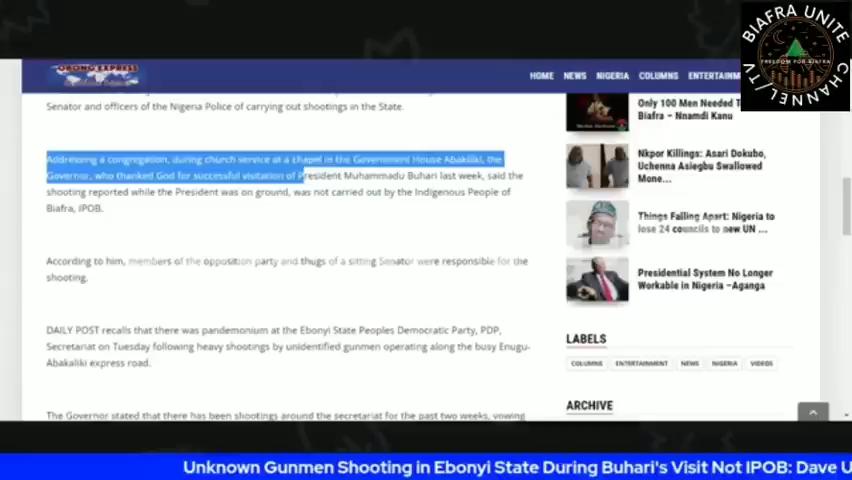 BIAFRA UNITE
FREEDOM FOR BIAFRA
CHANNEL/TV
OBONG EXPRESS
HOME NEWS NIGERIA COLUMNS ENTERTAINM
Senator and officers of the Nigeria Police of carrying out shootings in the State.
Addressing a congregation, during church service at a chapel in the Government House Abakiliki, the
Governor, who thanked God for successful visitation of President Muhammadu Buhari last week, said the
shooting reported while the President was on ground, was not carried out by the Indigenous People of
Biafra, IPOB.
According to him, members of the opposition party and thugs of a sitting Senator were responsible for the
shooting.
DAILY POST recalls that there was pandemonium at the Ebonyi State Peoples Democratic Party, PDP,
Secretariat on Tuesday following heavy shootings by unidentified gunmen operating along the busy Enugu-
Abakaliki express road.
The Governor stated that there has been shootings around the secretariat for the past two weeks, vowing
Only 100 Men Needed T
Biafra – Nnamdi Kanu
Nkpor Killings: Asari Dokubo,
Uchenna Asiegbu Swallowed
Mone...
Things Falling Apart: Nigeria to
lose 24 councils to new UN ...
Presidential System No Longer
Workable in Nigeria –Aganga
LABELS
COLUMNS ENTERTAINMENT NEWS NIGERIA VIDEOS
ARCHIVE
Unknown Gunmen Shooting in Ebonyi State During Buhari's Visit Not IPOB: Dave U